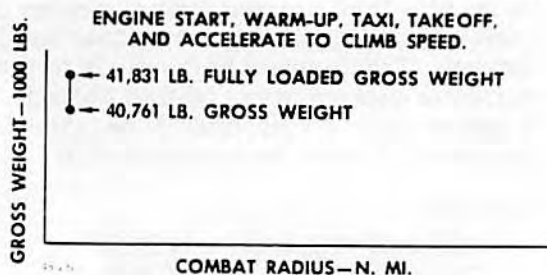 ENGINE START, WARM-UP, TAXI, TAKEOFF,
AND ACCELERATE TO CLIMB SPEED.
41,831 LB. FULLY LOADED GROSS WEIGHT
40,761 LB. GROSS WEIGHT
GROSS WEIGHT—1000 LBS.
COMBAT RADIUS—N. MI.